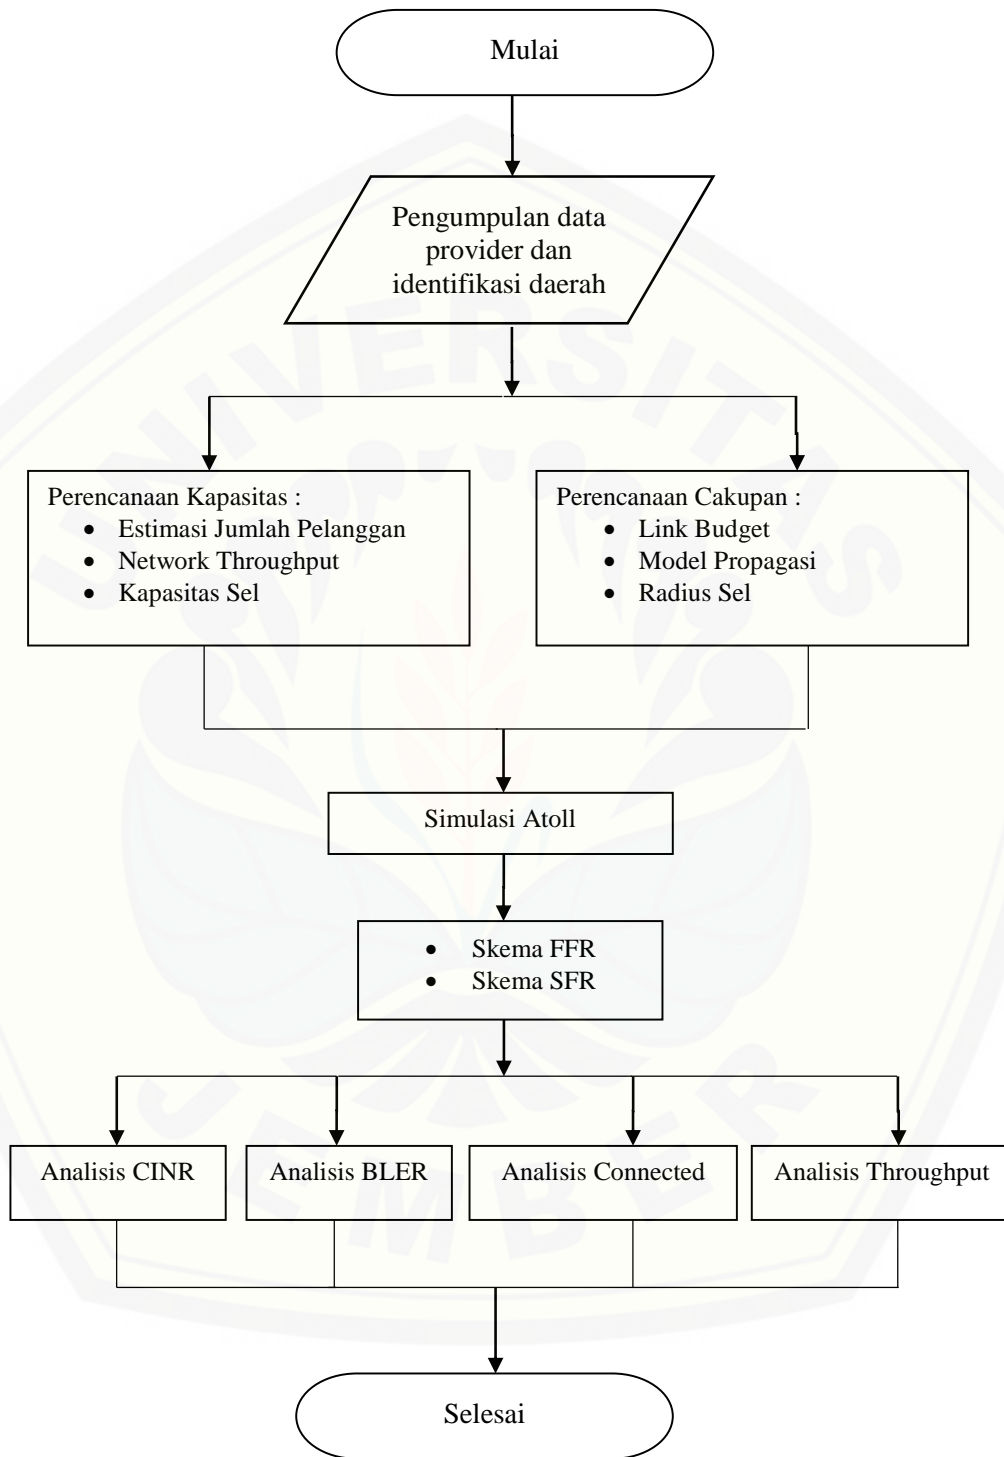 Mulai
Pengumpulan data
provider dan
identifikasi daerah
Perencanaan Kapasitas :
• Estimasi Jumlah Pelanggan
• Network Throughput
• Kapasitas Sel
Perencanaan Cakupan :
• Link Budget
• Model Propagasi
• Radius Sel
Simulasi Atoll
• Skema FFR
• Skema SFR
Analisis CINR
Analisis BLER
Analisis Connected
Analisis Throughput
Selesai
UNIVERSITAS
JEMBER